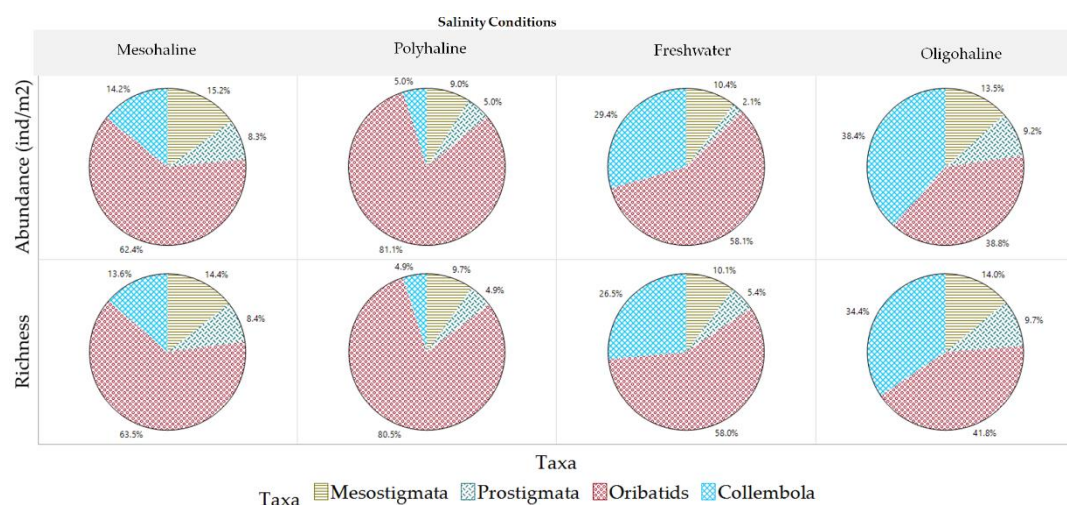 Salinity Conditions
Mesohaline Polyhaline Freshwater Oligohaline
Abundance (ind/m2)
14.2% 15.2% 8.3% 62.4%
5.0% 9.0% 5.0% 81.1%
29.4% 10.4% 2.1% 58.1%
38.4% 13.5% 9.2% 38.8%
Richness
13.6% 14.4% 8.4% 63.5%
4.9% 9.7% 4.9% 80.5%
26.5% 10.1% 5.4% 58.0%
34.4% 14.0% 9.7% 41.8%
Taxa
Taxa Mesostigmata Prostigmata Oribatids Collembola